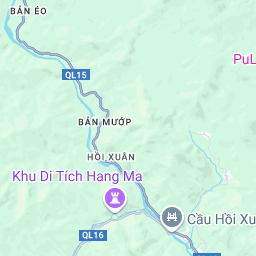 BẢN ÉO
PuL
QL15
BẢN MƯỚP
HỒI XUÂN
Khu Di Tích Hang Ma
Cầu Hồi Xu
QL16